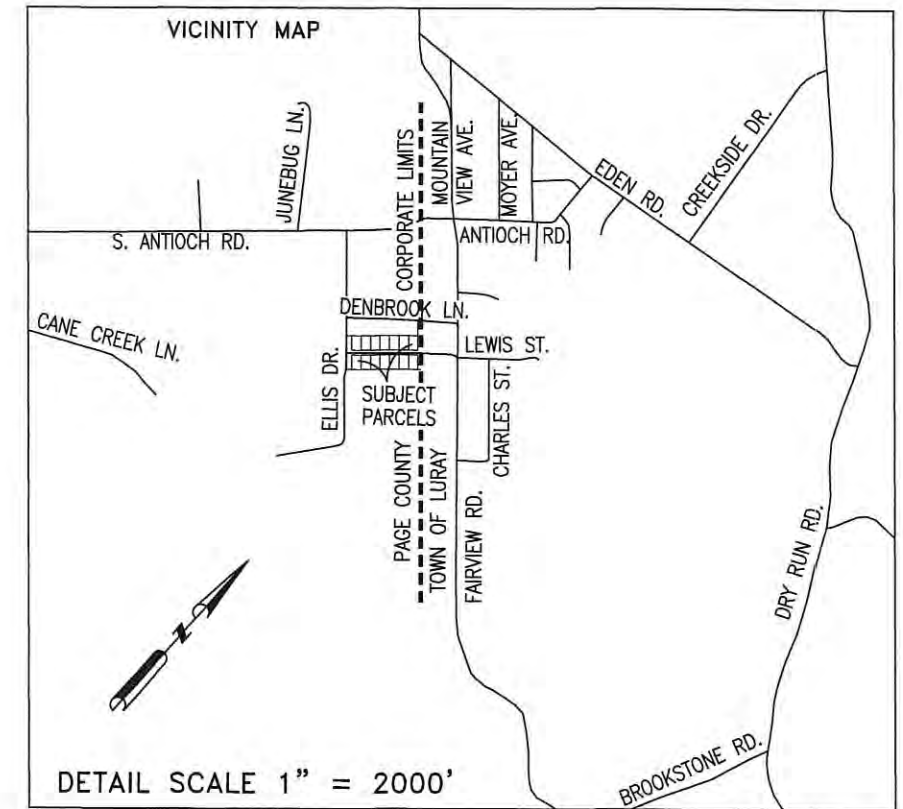 VICINITY MAP
JUNEBUG LN.
CORPORATE LIMITS
MOUNTAIN
VIEW AVE.
MOYER AVE.
EDEN RD.
CREEKSIDE DR.
S. ANTIOCH RD.
ANTIOCH RD.
DENBROOK LN.
CANE CREEK LN.
LEWIS ST.
ELLIS DR.
SUBJECT
PARCELS
CHARLES ST.
PAGE COUNTY
TOWN OF LURAY
FAIRVIEW RD.
DRY RUN RD.
N
BROOKSTONE RD.
DETAIL SCALE 1" = 2000'